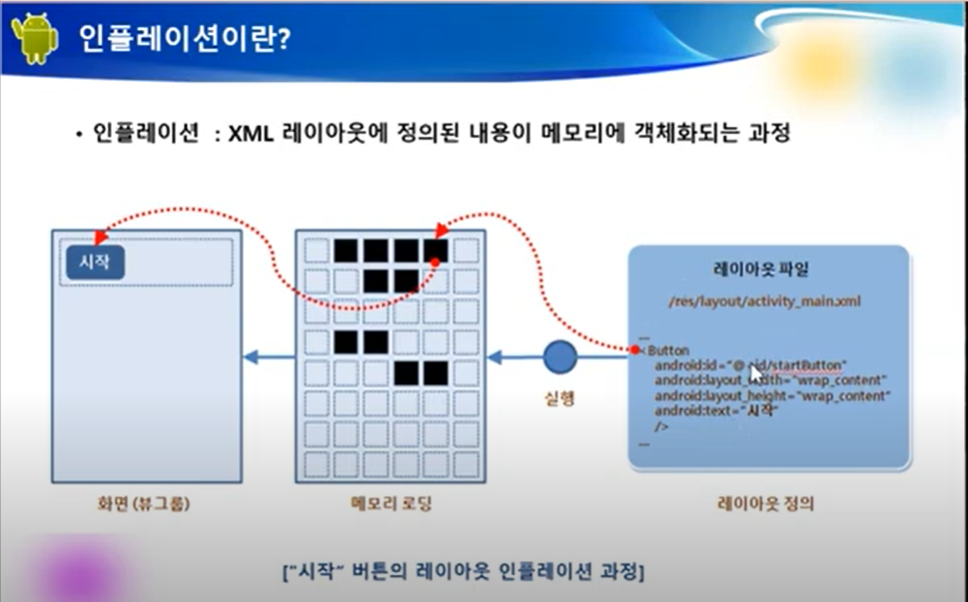 인플레이션이란?
• 인플레이션 : XML 레이아웃에 정의된 내용이 메모리에 객체화되는 과정
시작
화면 (뷰그룹)
메모리 로딩
실행
레이아웃 파일
/res/layout/activity_main.xml
...
<Button
android:id="@ id/startButton"
android:layout_width="wrap_content"
android:layout_height="wrap_content"
android:text="시작"
/>
...
레이아웃 정의
["시작" 버튼의 레이아웃 인플레이션 과정]